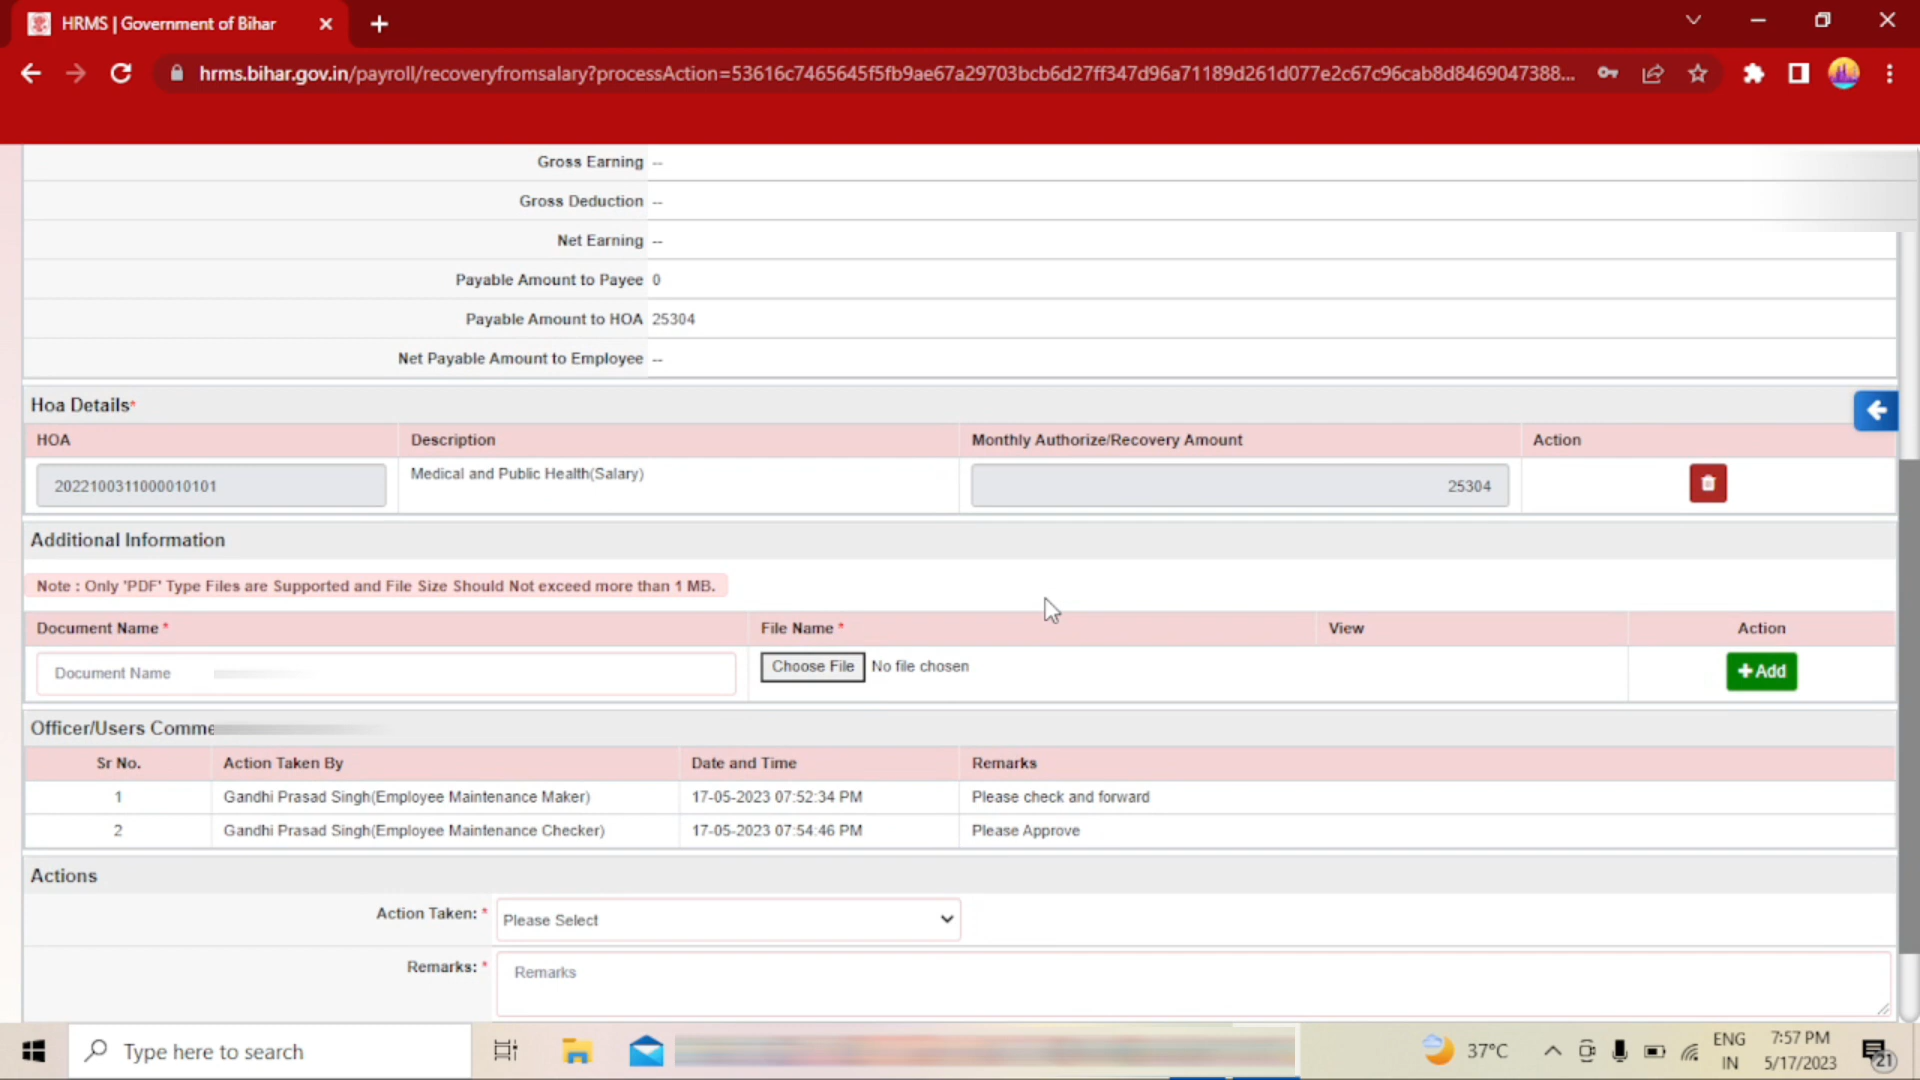 HRMS | Government of Bihar
hrms.bihar.gov.in/payroll/recoveryfromsalary?processAction=53616c7465645f5fb9ae67a29703bcb6d27ff347d96a71189d261d077e2c67c96cab8d8469047388...
Gross Earning --
Gross Deduction --
Net Earning --
Payable Amount to Payee 0
Payable Amount to HOA 25304
Net Payable Amount to Employee --
Hoa Details*
HOA Description Monthly Authorize/Recovery Amount Action
2022100311000010101 Medical and Public Health(Salary) 25304
Additional Information
Note : Only 'PDF' Type Files are Supported and File Size Should Not exceed more than 1 MB.
Document Name * File Name * View Action
Document Name Choose File No file chosen +Add
Officer/Users Comme
Sr No. Action Taken By Date and Time Remarks
1 Gandhi Prasad Singh(Employee Maintenance Maker) 17-05-2023 07:52:34 PM Please check and forward
2 Gandhi Prasad Singh(Employee Maintenance Checker) 17-05-2023 07:54:46 PM Please Approve
Actions
Action Taken: * Please Select
Remarks: * Remarks
Type here to search 37°C ENG IN 7:57 PM 5/17/2023 21